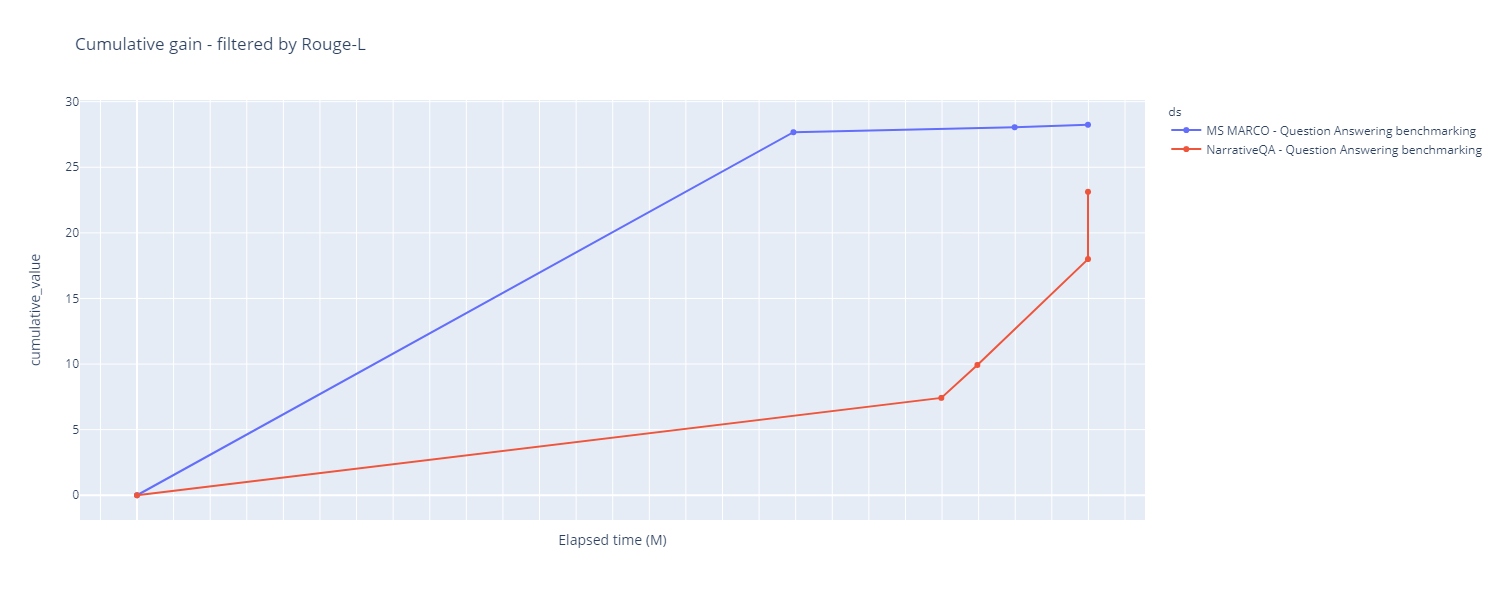 Cumulative gain - filtered by Rouge-L
30
25
20
15
10
5
0
cumulative_value
Elapsed time (M)
ds
MS MARCO - Question Answering benchmarking
NarrativeQA - Question Answering benchmarking